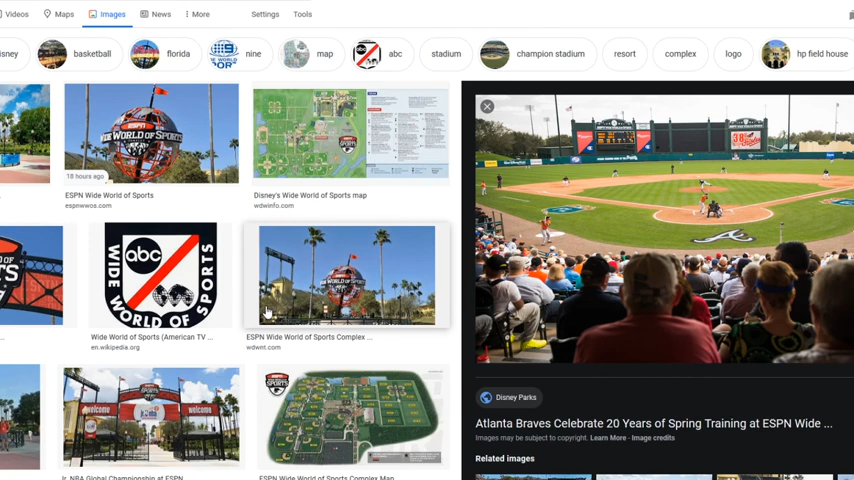 Videos
Maps
Images
News
More
Settings
Tools
isney
basketball
florida
nine
map
abc
stadium
champion stadium
resort
complex
logo
hp field house
WIDE WORLD OF SPORTS
18 hours ago
ESPN Wide World of Sports
espnwwos.com
Disney's Wide World of Sports map
wdwinfo.com
abc
WIDE WORLD OF SPORTS
Wide World of Sports (American TV ...
en.wikipedia.org
ESPN Wide World of Sports Complex ...
wdwnt.com
welcome
welcome
Jr. NBA Global Championship at ESPN
ESPN Wide World of Sports Complex Map
Disney Parks
Atlanta Braves Celebrate 20 Years of Spring Training at ESPN Wide ...
Images may be subject to copyright. Learn More · Image credits
Related images